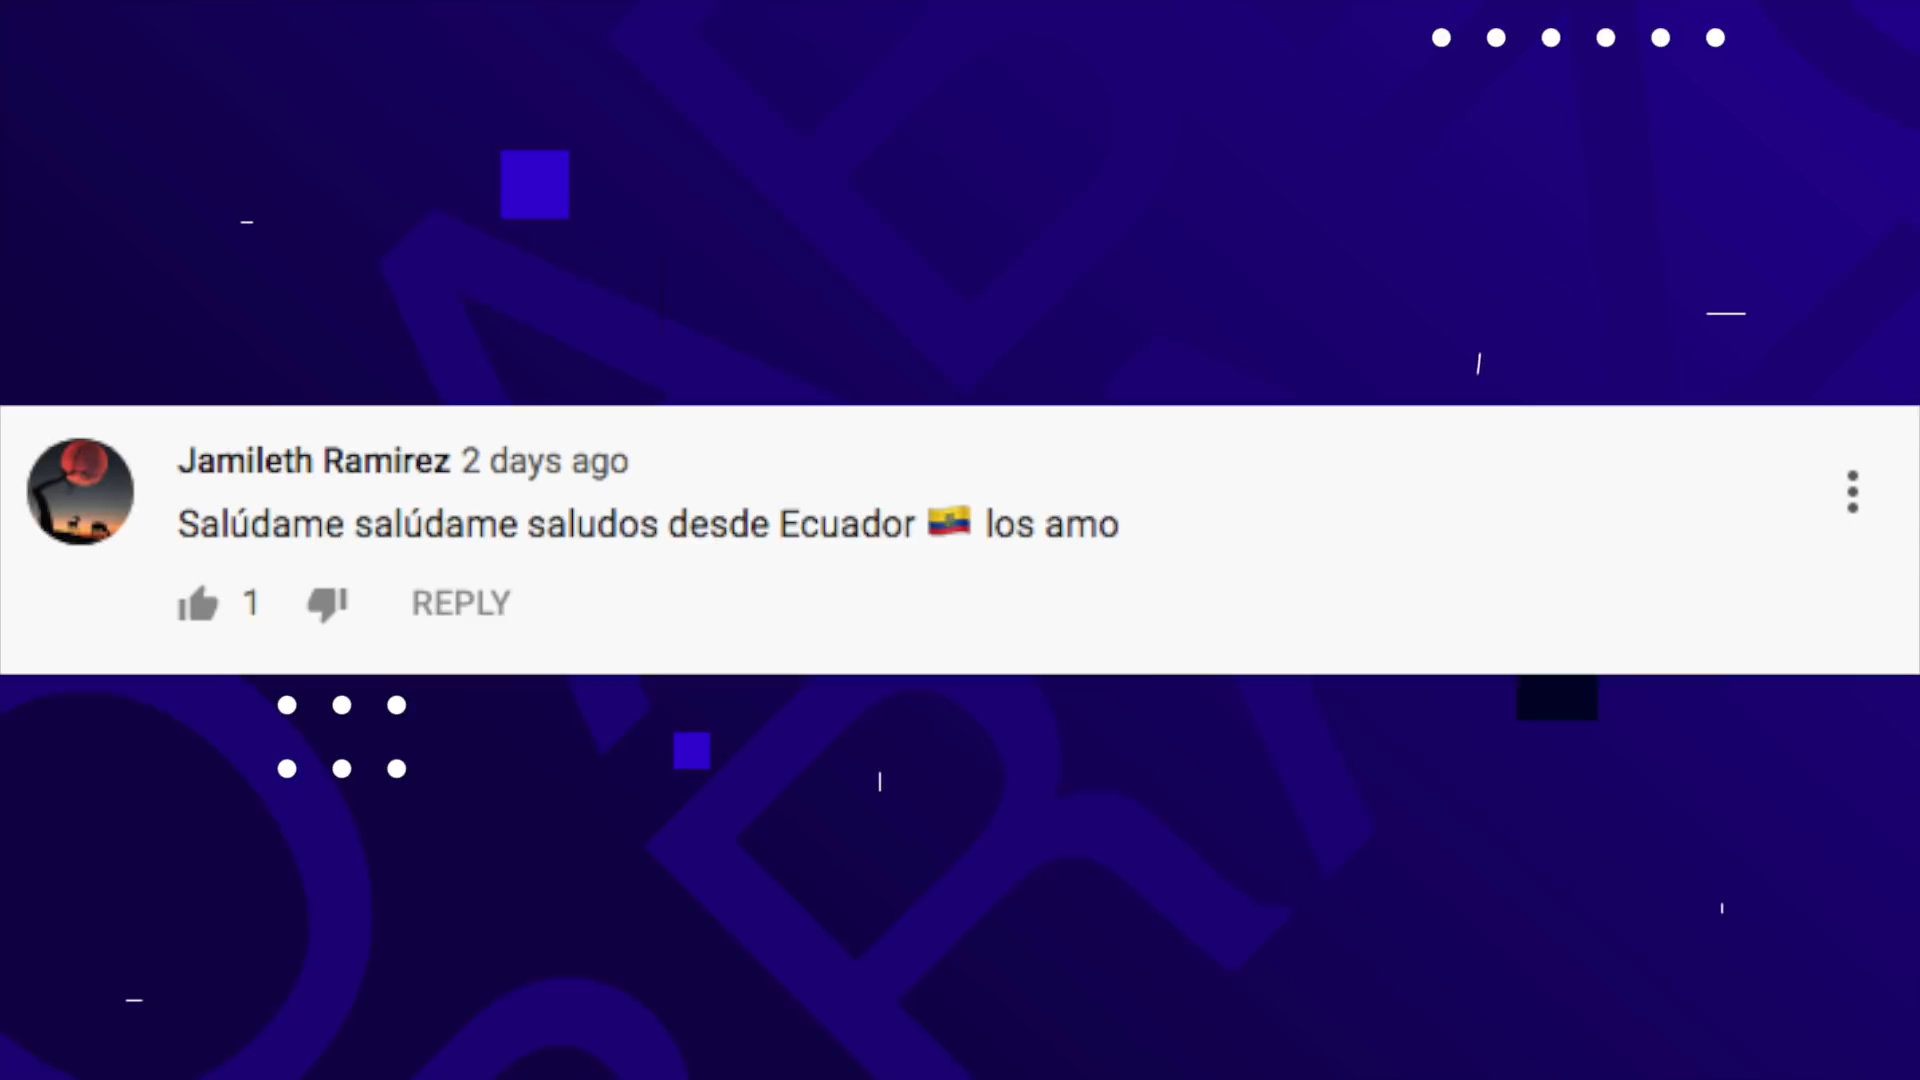 Jamileth Ramirez 2 days ago
Salúdame salúdame saludos desde Ecuador 🇪🇨 los amo
1 REPLY